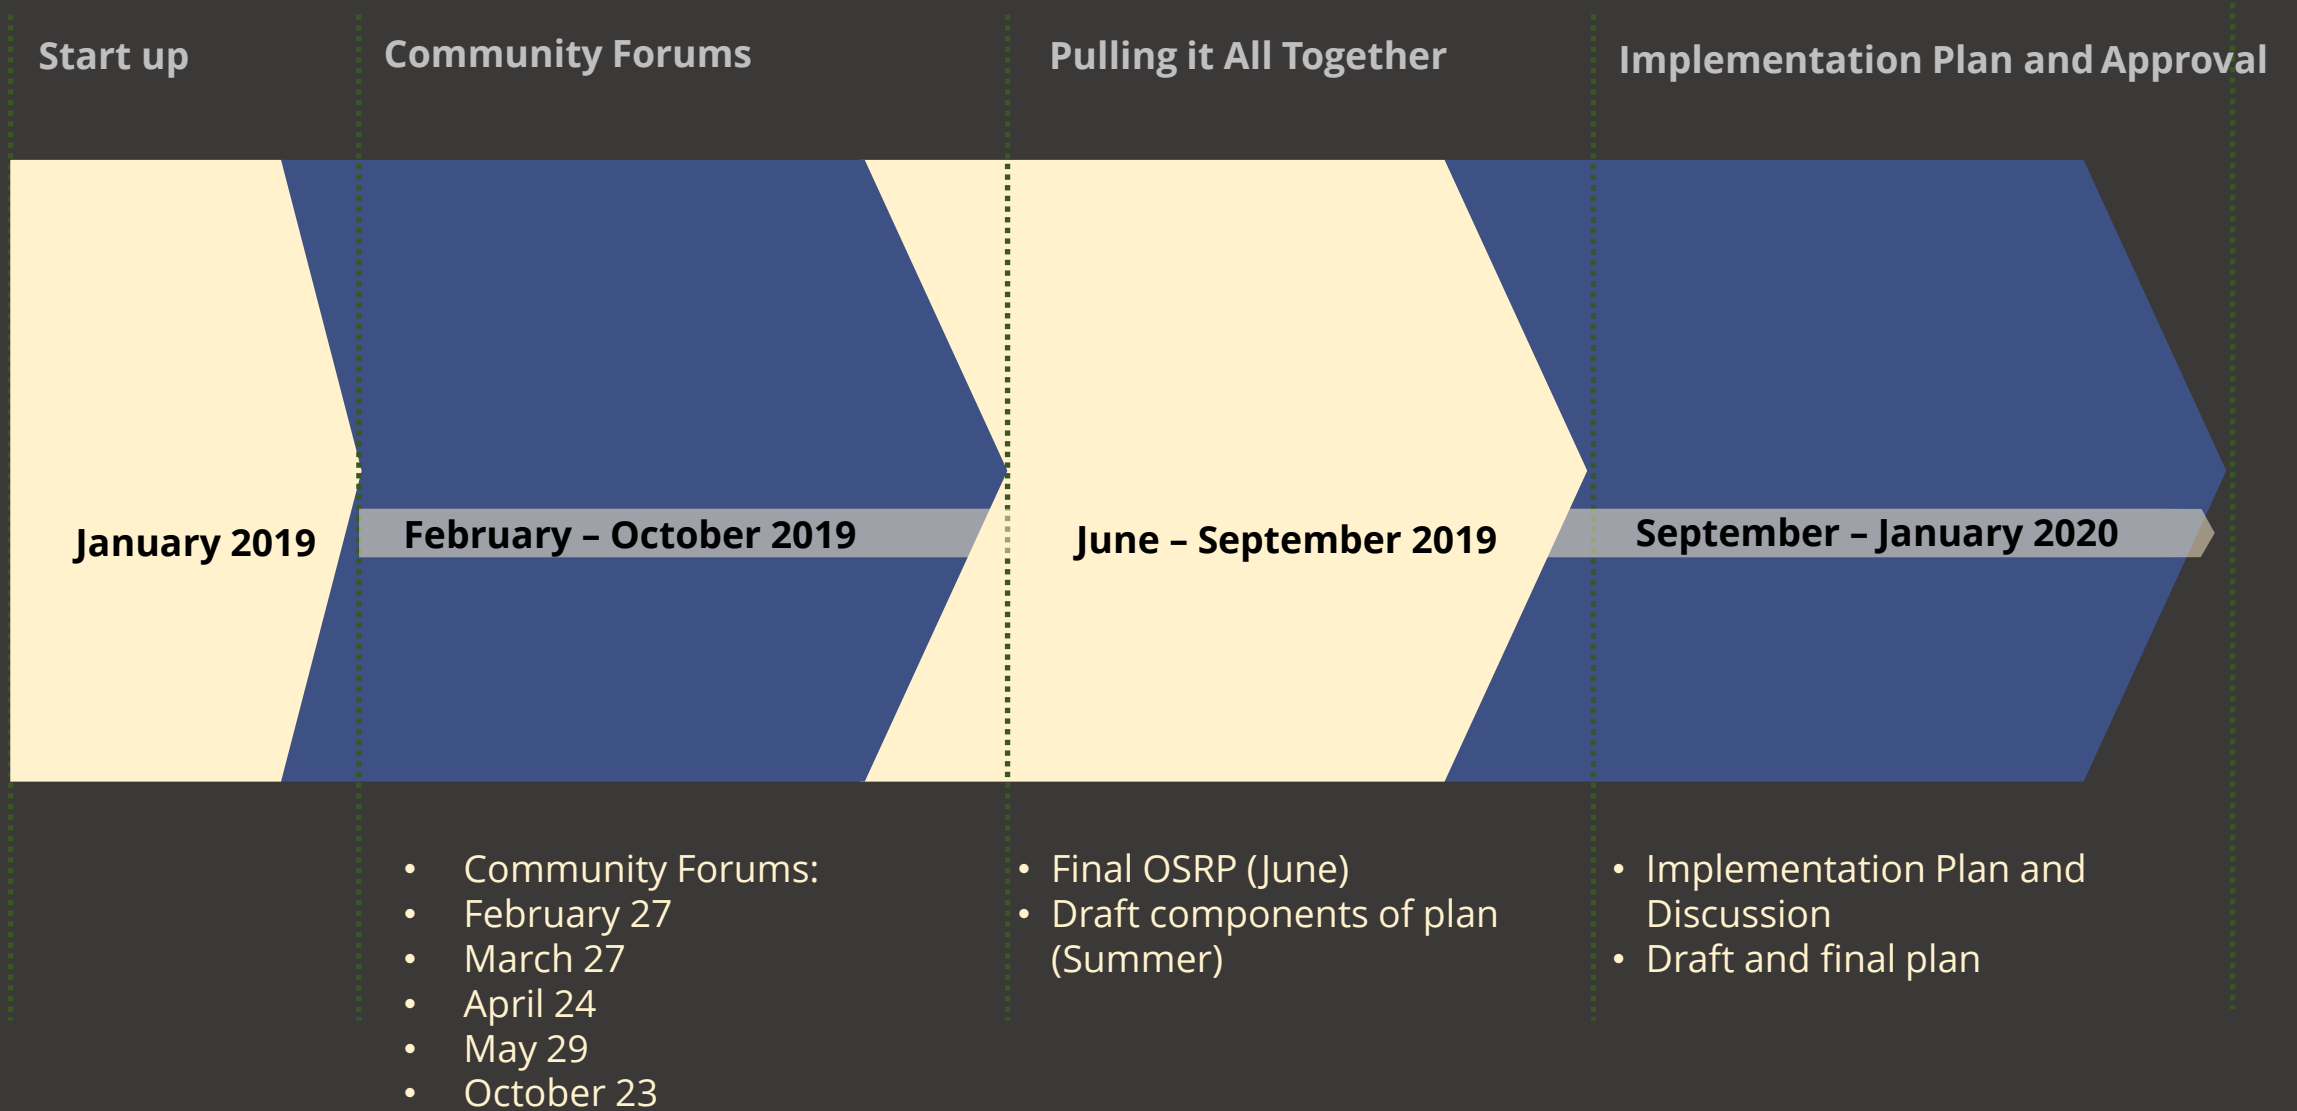 Start up
Community Forums
Pulling it All Together
Implementation Plan and Approval
January 2019
February – October 2019
June – September 2019
September – January 2020
• Community Forums:
• February 27
• March 27
• April 24
• May 29
• October 23
• Final OSRP (June)
• Draft components of plan
(Summer)
• Implementation Plan and
Discussion
• Draft and final plan